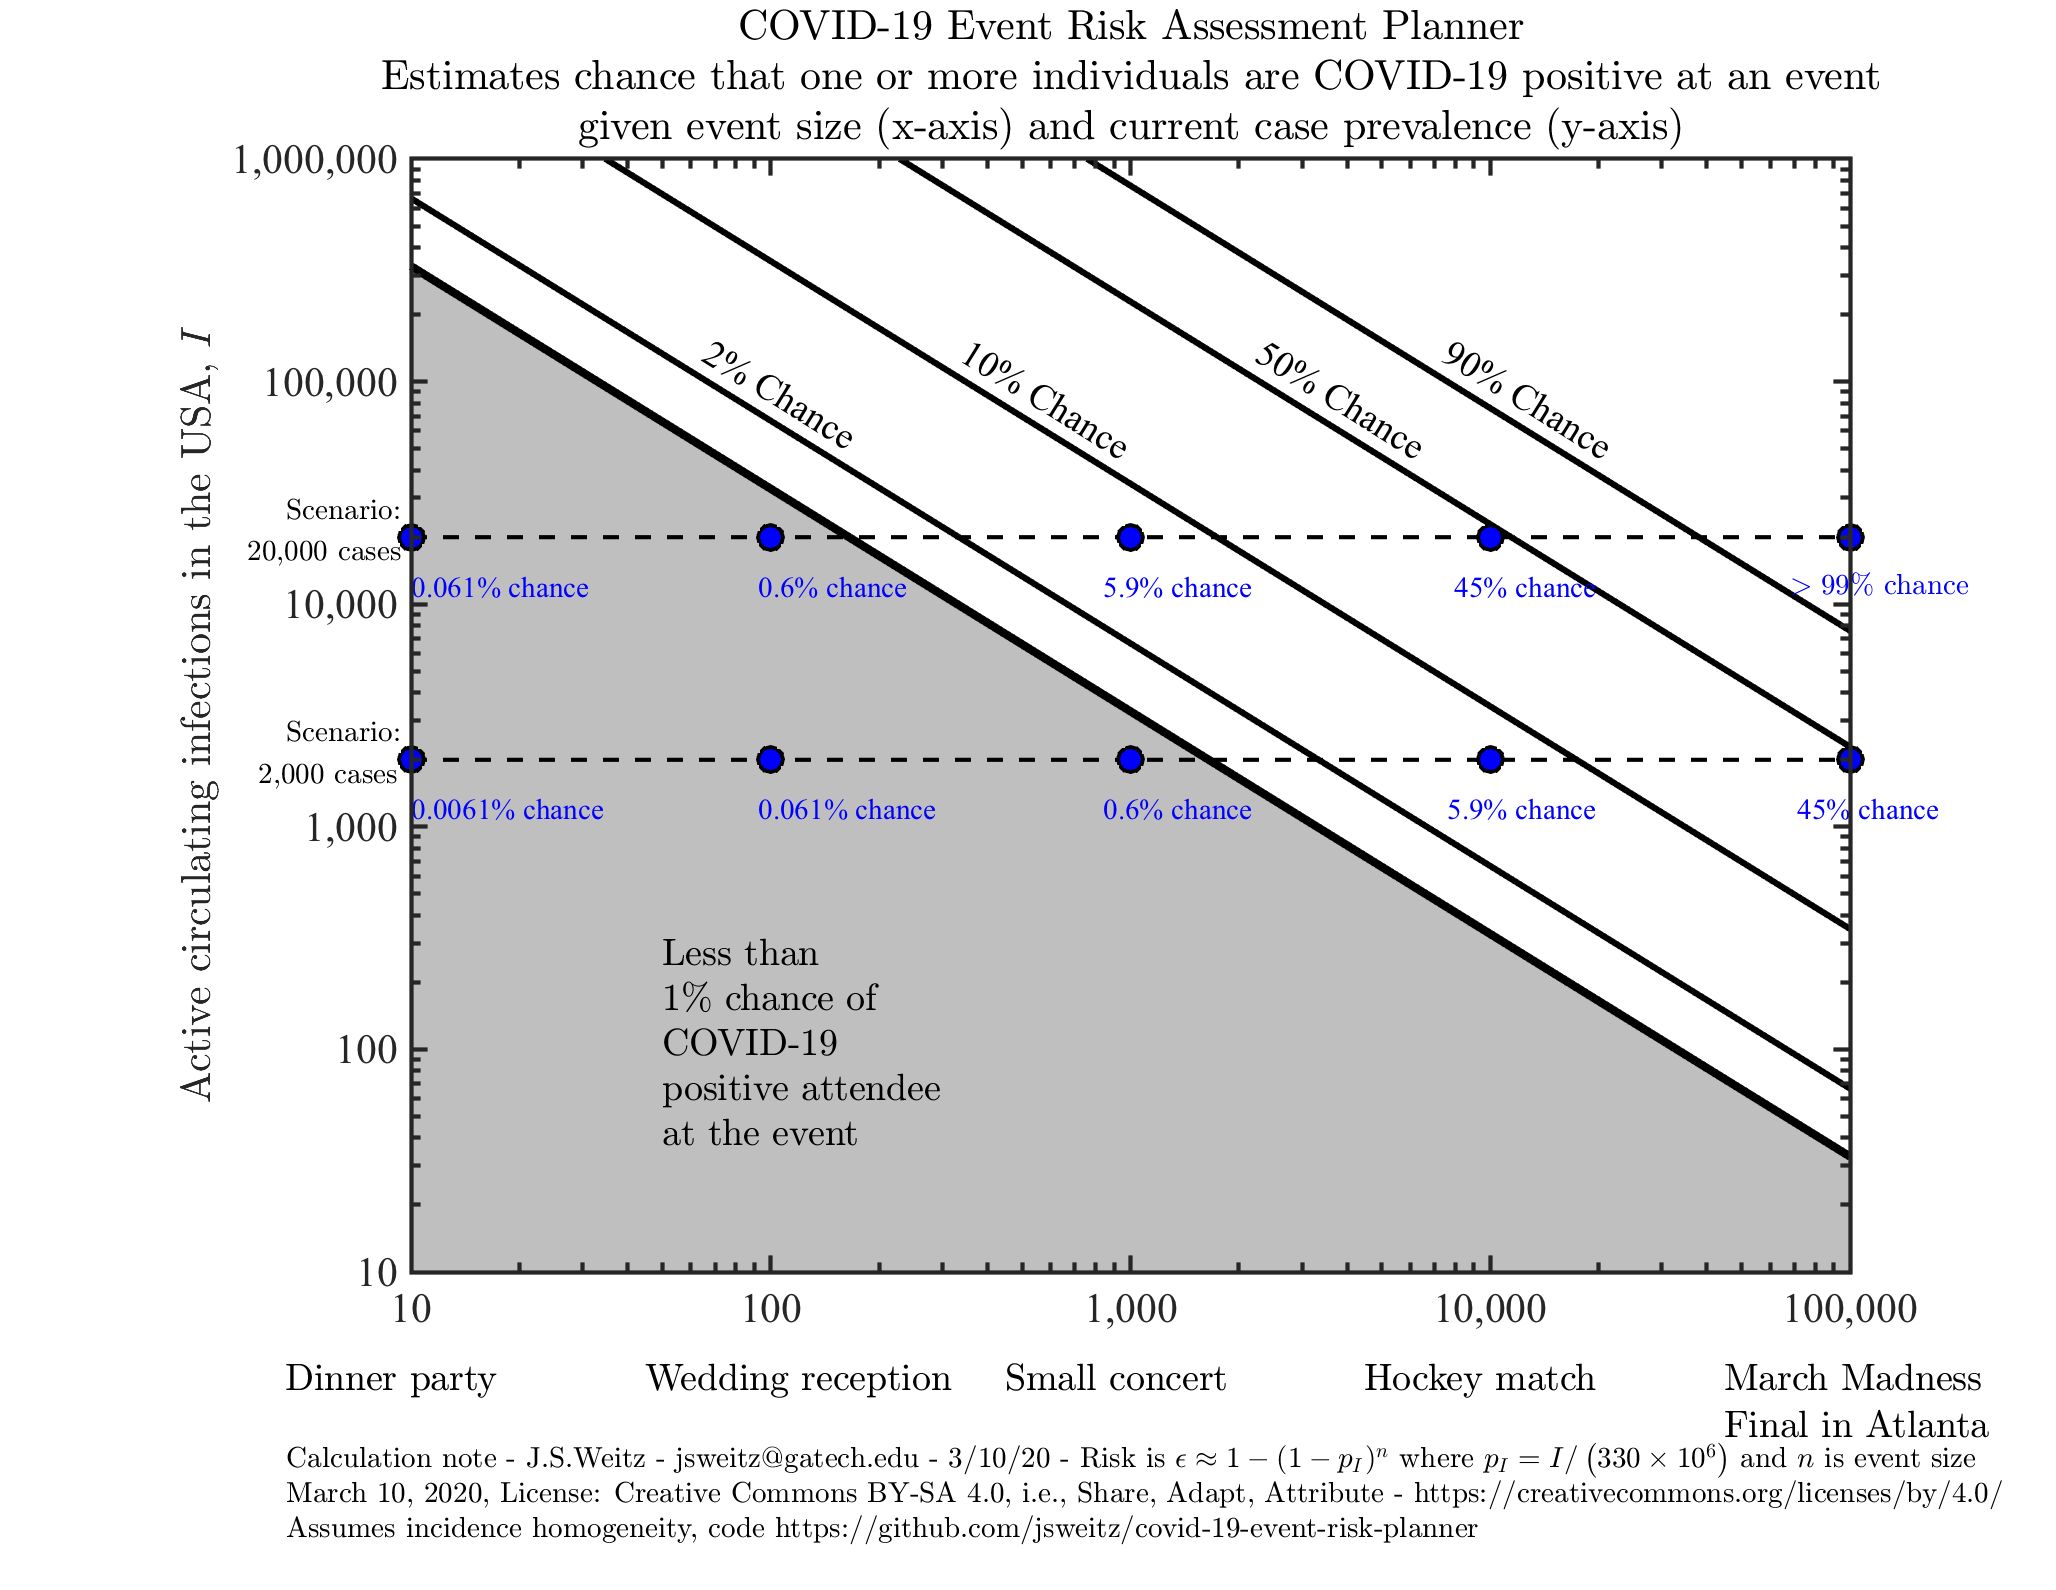 COVID-19 Event Risk Assessment Planner
Estimates chance that one or more individuals are COVID-19 positive at an event
given event size (x-axis) and current case prevalence (y-axis)
Active circulating infections in the USA, I
1,000,000
100,000
10,000
1,000
100
10
2% Chance
10% Chance
50% Chance
90% Chance
Scenario:
20,000 cases
0.061% chance
0.6% chance
5.9% chance
45% chance
> 99% chance
Scenario:
2,000 cases
0.0061% chance
0.061% chance
0.6% chance
5.9% chance
45% chance
Less than
1% chance of
COVID-19
positive attendee
at the event
10
100
1,000
10,000
100,000
Dinner party
Wedding reception
Small concert
Hockey match
March Madness
Final in Atlanta
Calculation note - J.S.Weitz - jsweitz@gatech.edu - 3/10/20 - Risk is ϵ ≈ 1 − (1 − p_I)^n where p_I = I/ (330 × 10^6) and n is event size
March 10, 2020, License: Creative Commons BY-SA 4.0, i.e., Share, Adapt, Attribute - https://creativecommons.org/licenses/by/4.0/
Assumes incidence homogeneity, code https://github.com/jsweitz/covid-19-event-risk-planner